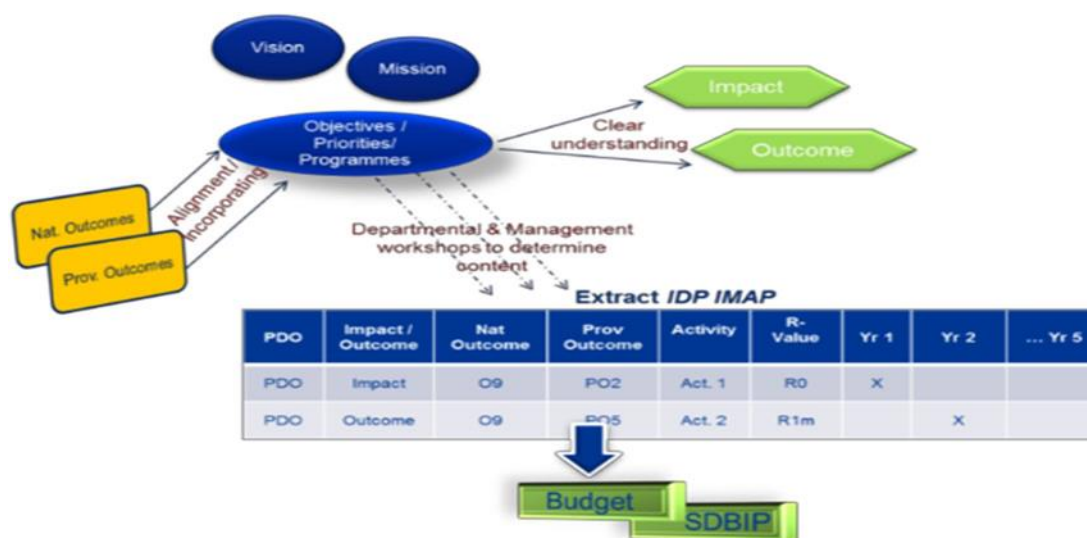 Vision
Mission
Objectives /
Priorities/
Programmes
Impact
Clear
understanding
Outcome
Alignment /
Incorporating
Nat. Outcomes
Prov. Outcomes
Departmental & Management
workshops to determine
content
Extract IDP IMAP
PDO Impact / Outcome Nat Outcome Prov Outcome Activity R-Value Yr 1 Yr 2 ... Yr 5
PDO Impact O9 PO2 Act. 1 R0 X
PDO Outcome O9 PO5 Act. 2 R1m X
Budget
SDBIP